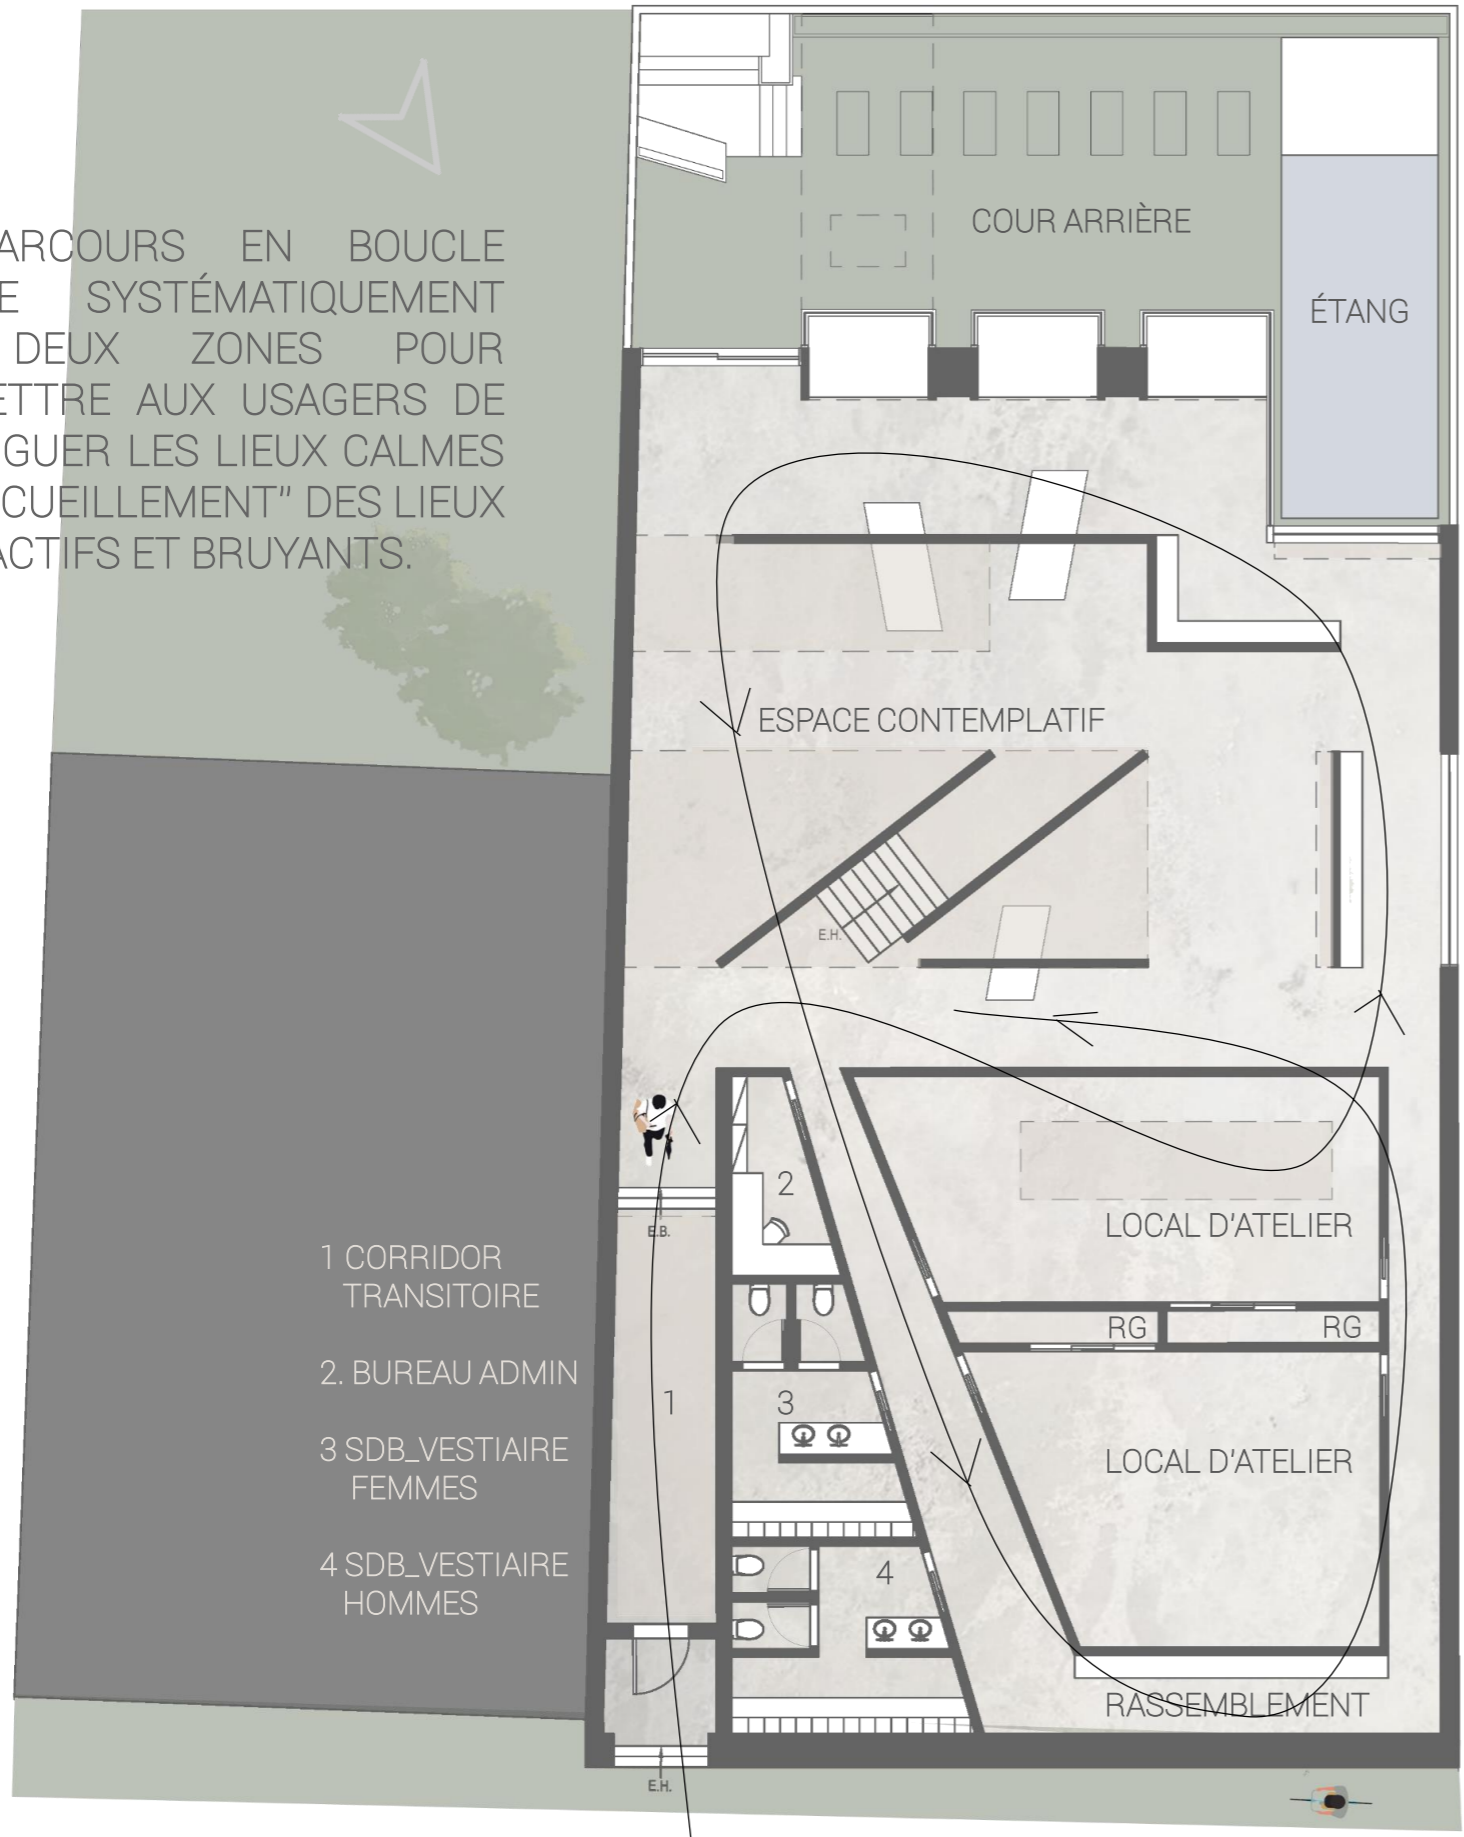 ARCOURS EN BOUCLE
E SYSTÉMATIQUEMENT
DEUX ZONES POUR
ETTRE AUX USAGERS DE
GUER LES LIEUX CALMES
CUEILLEMENT" DES LIEUX
ACTIFS ET BRUYANTS.
COUR ARRIÈRE
ÉTANG
ESPACE CONTEMPLATIF
E.H.
2
E.B.
LOCAL D'ATELIER
RG
RG
1
3
LOCAL D'ATELIER
4
RASSEMBLEMENT
E.H.
1 CORRIDOR
TRANSITOIRE
2. BUREAU ADMIN
3 SDB_VESTIAIRE
FEMMES
4 SDB_VESTIAIRE
HOMMES